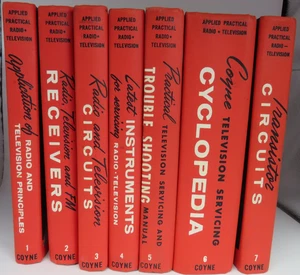 APPLIED
PRACTICAL
RADIO-
TELEVISION
Application of RADIO AND
TELEVISION PRINCIPLES
1
COYNE
APPLIED
PRACTICAL
RADIO-
TELEVISION
Radio, Television and FM
RECEIVERS
2
COYNE
APPLIED
PRACTICAL
RADIO-
TELEVISION
Radio and Television
CIRCUITS
3
COYNE
APPLIED
PRACTICAL
RADIO-
TELEVISION
Latest INSTRUMENTS
for servicing RADIO-TELEVISION
4
COYNE
APPLIED
PRACTICAL
RADIO-
TELEVISION
Practical TELEVISION SERVICING AND
TROUBLE SHOOTING MANUAL
5
COYNE
APPLIED PRACTICAL
RADIO - TELEVISION
Coyne TELEVISION SERVICING
CYCLOPEDIA
6
COYNE
APPLIED
PRACTICAL
RADIO-
TELEVISION
Transistor
CIRCUITS
7
COYNE